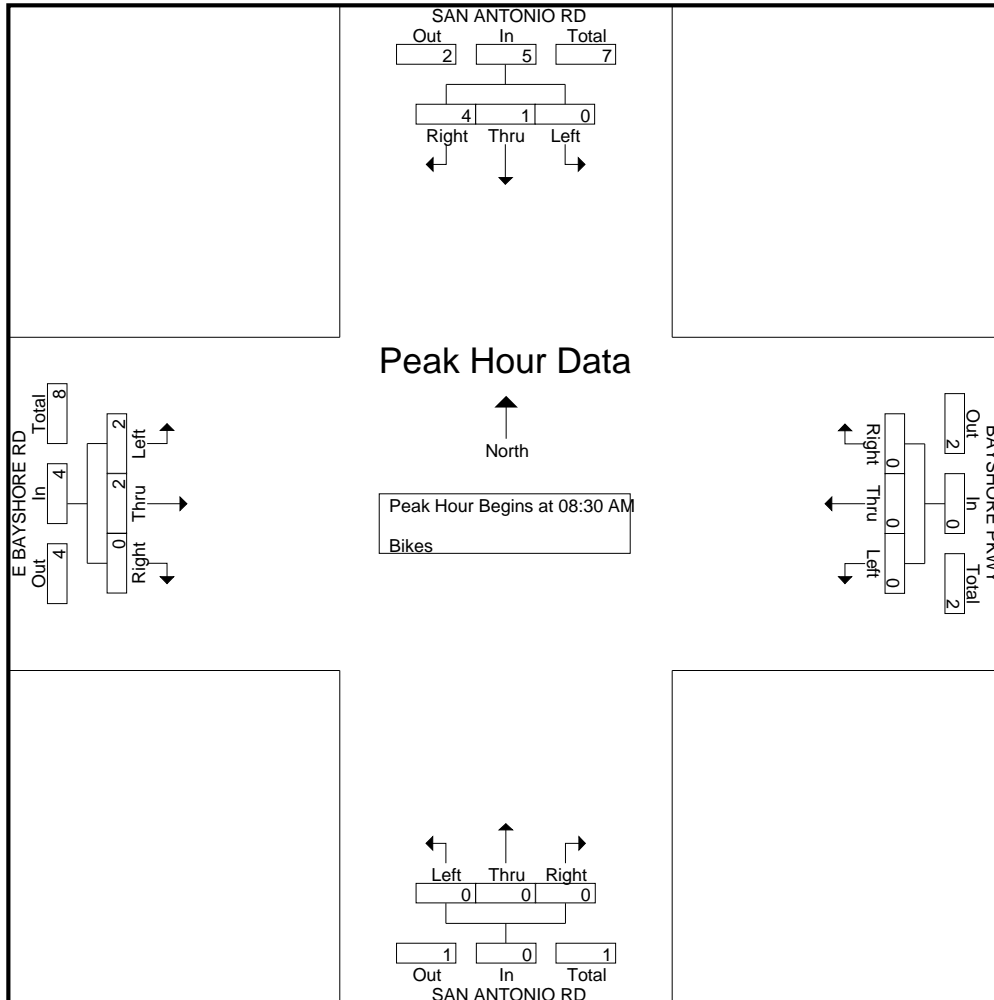 SAN ANTONIO RD
Out In Total
2 5 7
4 1 0
Right Thru Left
Peak Hour Data
North
Peak Hour Begins at 08:30 AM
Bikes
E BAYSHORE RD
Out In Total
4 4 8
Right Thru Left
0 2 2
BAYSHORE PKWY
Out In Total
2 0 2
Right Thru Left
0 0 0
Left Thru Right
0 0 0
1 0 1
Out In Total
SAN ANTONIO RD